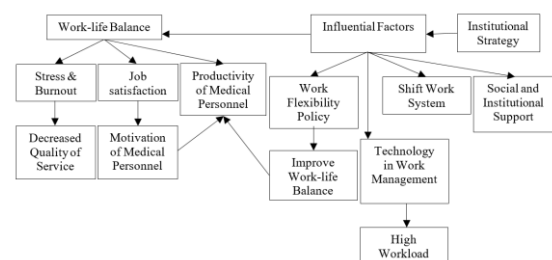 Work-life Balance
Influential Factors
Institutional
Strategy
Stress &
Burnout
Job
satisfaction
Productivity
of Medical
Personnel
Work
Flexibility
Policy
Shift Work
System
Social and
Institutional
Support
Decreased
Quality of
Service
Motivation
of Medical
Personnel
Improve
Work-life
Balance
Technology
in Work
Management
High
Workload